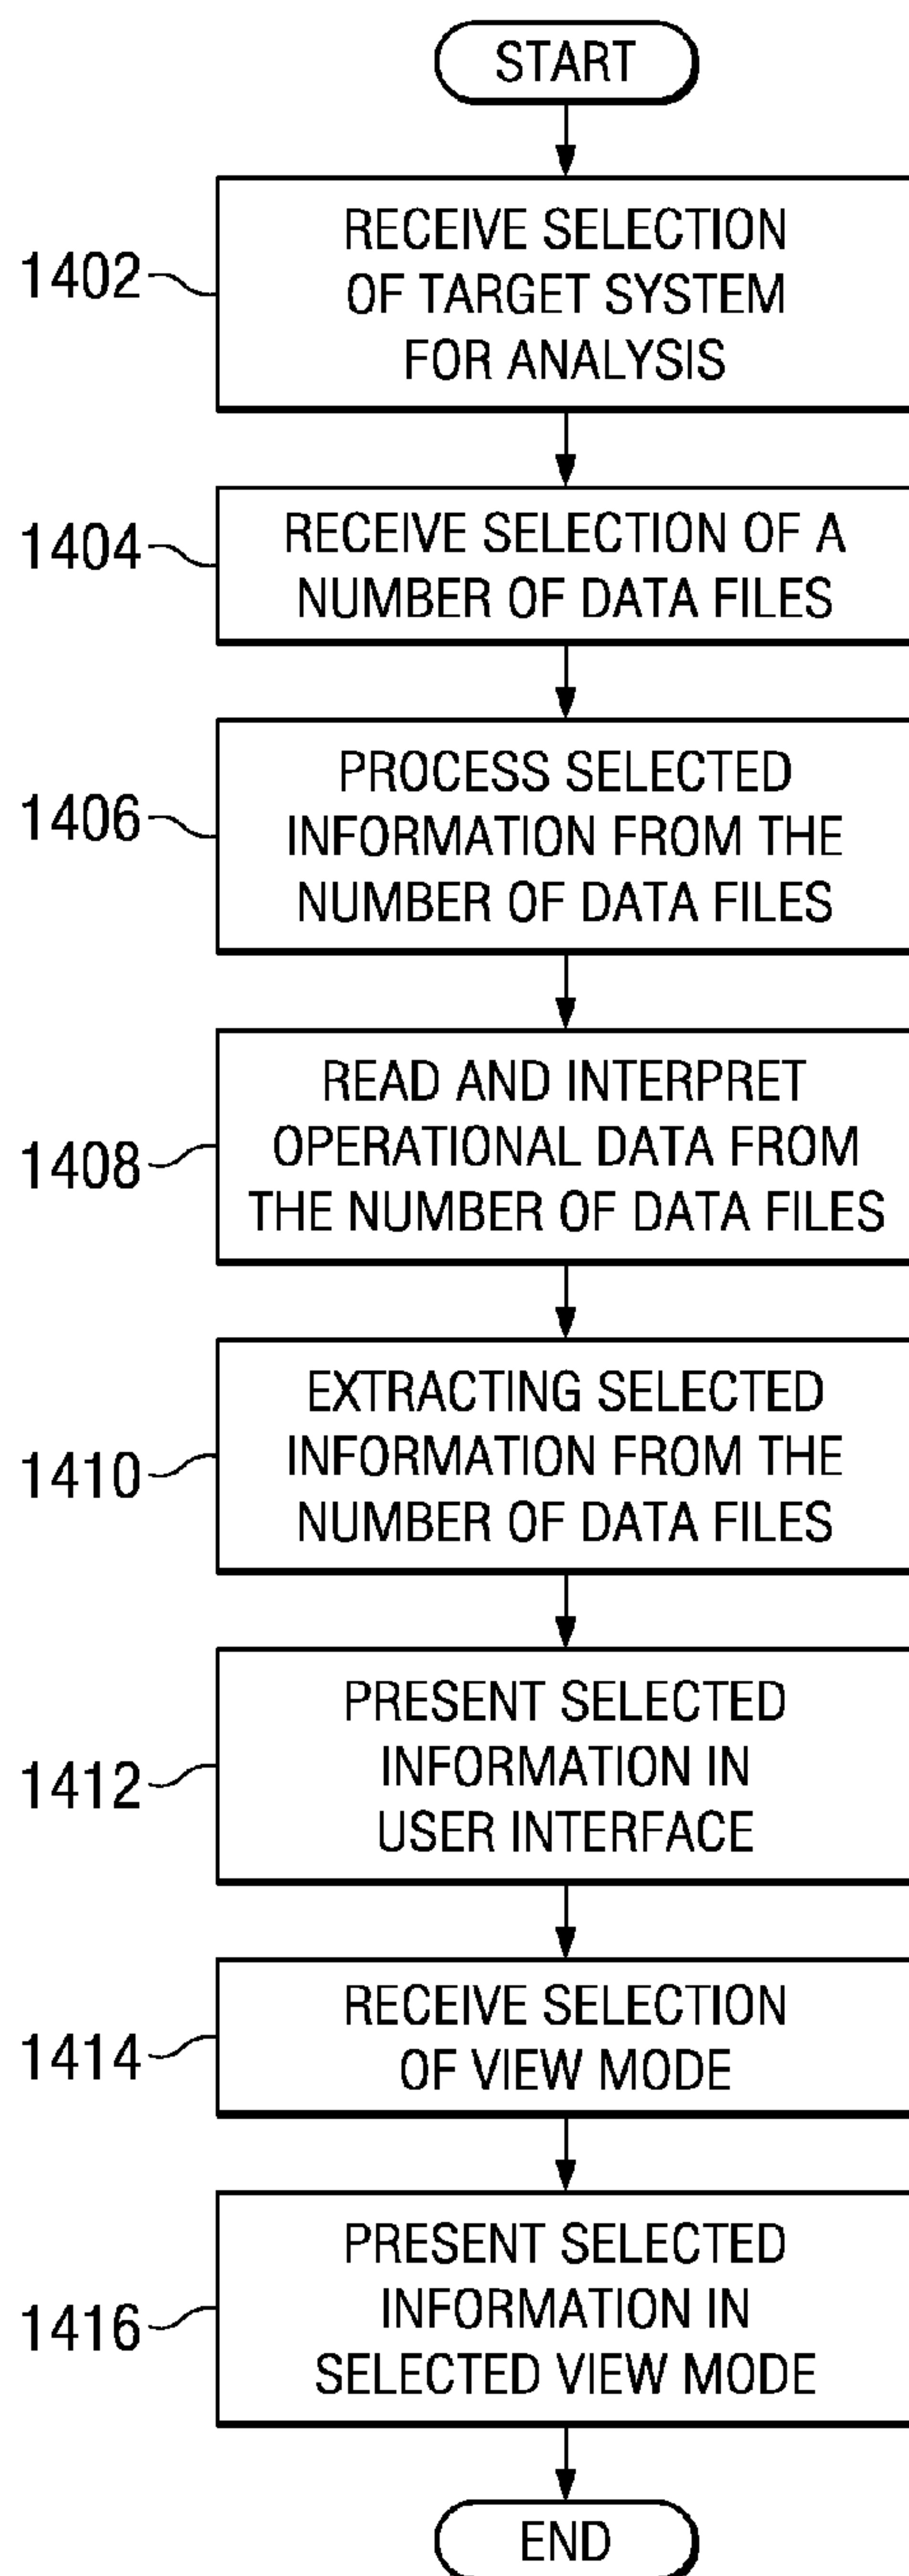 START
1402
RECEIVE SELECTION
OF TARGET SYSTEM
FOR ANALYSIS
1404
RECEIVE SELECTION OF A
NUMBER OF DATA FILES
1406
PROCESS SELECTED
INFORMATION FROM THE
NUMBER OF DATA FILES
1408
READ AND INTERPRET
OPERATIONAL DATA FROM
THE NUMBER OF DATA FILES
1410
EXTRACTING SELECTED
INFORMATION FROM THE
NUMBER OF DATA FILES
1412
PRESENT SELECTED
INFORMATION IN
USER INTERFACE
1414
RECEIVE SELECTION
OF VIEW MODE
1416
PRESENT SELECTED
INFORMATION IN
SELECTED VIEW MODE
END